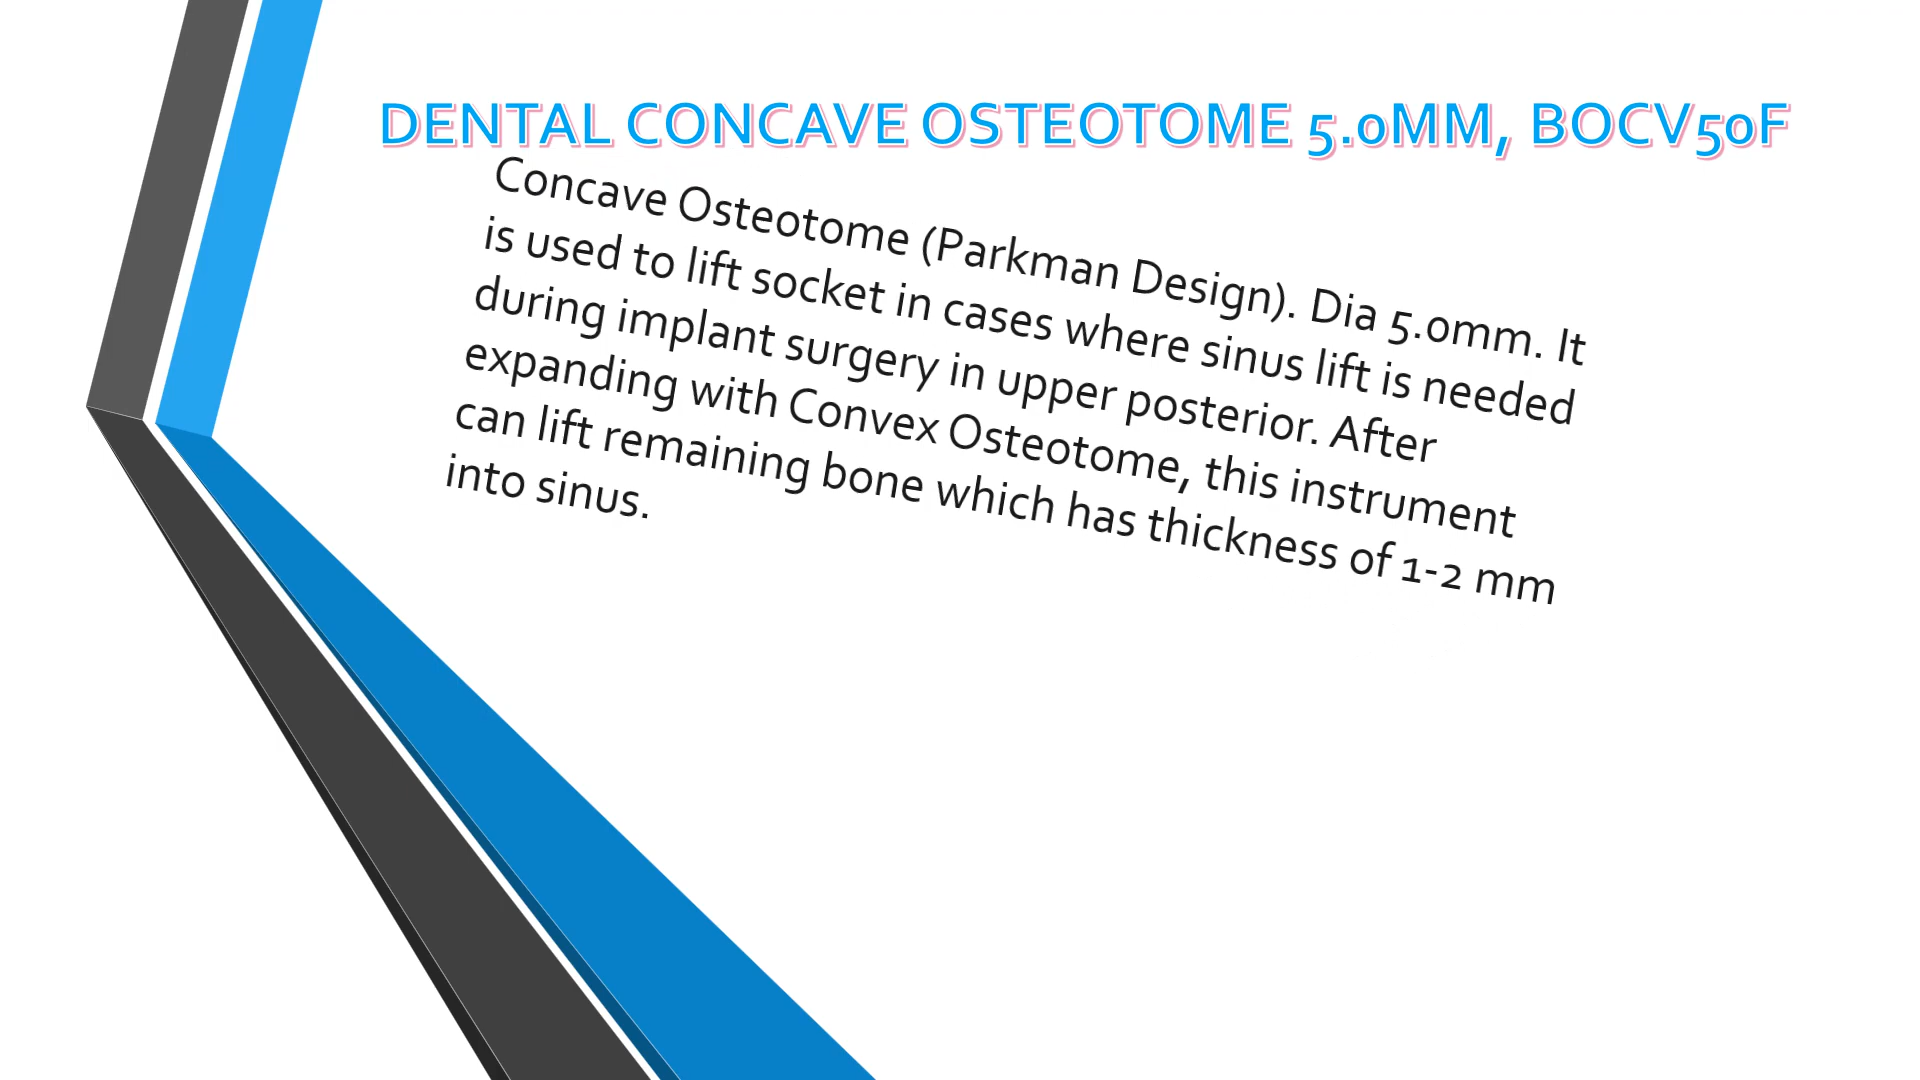 DENTAL CONCAVE OSTEOTOME 5.0MM, BOCV50F
Concave Osteotome (Parkman Design). Dia 5.0mm. It
is used to lift socket in cases where sinus lift is needed
during implant surgery in upper posterior. After
expanding with Convex Osteotome, this instrument
can lift remaining bone which has thickness of 1-2 mm
into sinus.